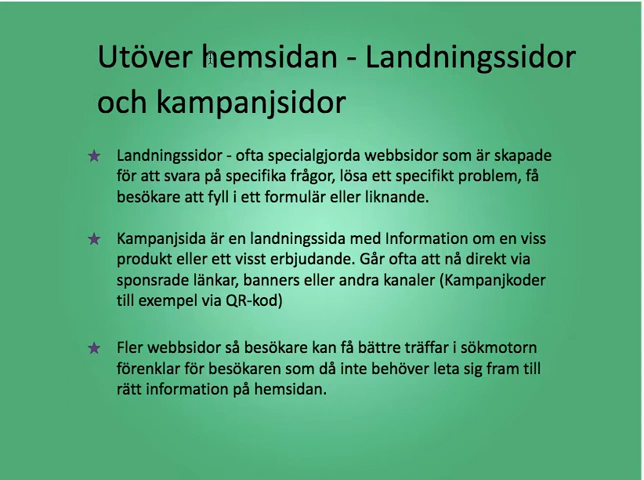 Utöver hemsidan - Landningssidor
och kampanjsidor
Landningssidor - ofta specialgjorda webbsidor som är skapade
för att svara på specifika frågor, lösa ett specifikt problem, få
besökare att fyll i ett formulär eller liknande.
Kampanjsida är en landningssida med Information om en viss
produkt eller ett visst erbjudande. Går ofta att nå direkt via
sponsrade länkar, banners eller andra kanaler (Kampanjkoder
till exempel via QR-kod)
Fler webbsidor så besökare kan få bättre träffar i sökmotorn
förenklar för besökaren som då inte behöver leta sig fram till
rätt information på hemsidan.